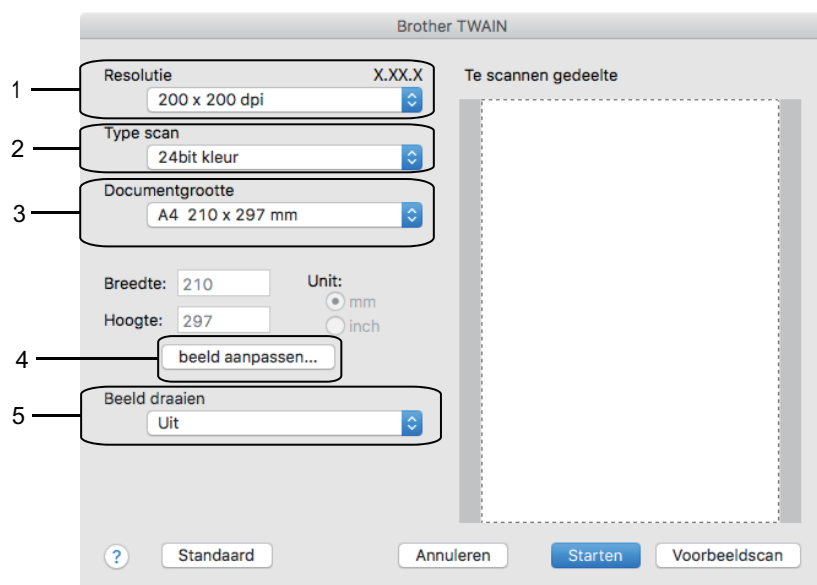 Brother TWAIN
1
Resolutie X.XX.X
200 x 200 dpi
2
Type scan
24bit kleur
3
Documentgrootte
A4 210 x 297 mm
Breedte: 210
Hoogte: 297
Unit:
mm
inch
4
beeld aanpassen...
5
Beeld draaien
Uit
Te scannen gedeelte
?
Standaard
Annuleren
Starten
Voorbeeldscan